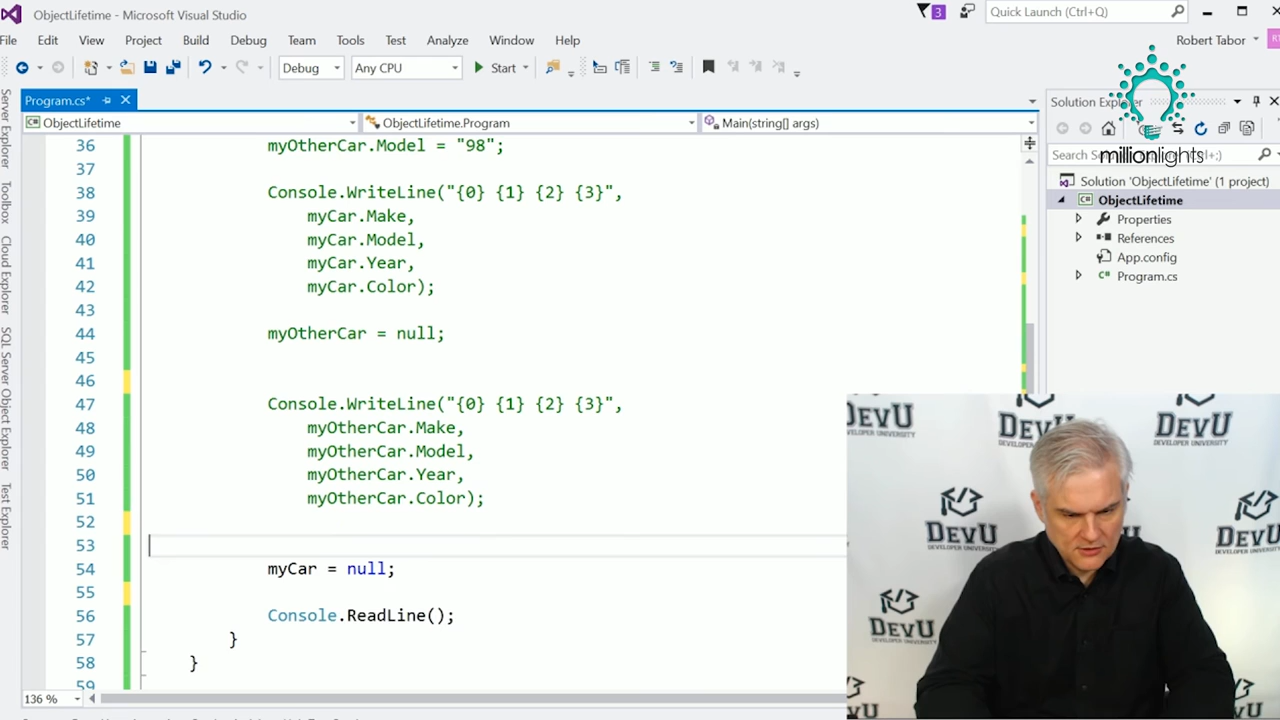 ObjectLifetime - Microsoft Visual Studio
3
Quick Launch (Ctrl+Q)
File Edit View Project Build Debug Team Tools Test Analyze Window Help
Robert Tabor
Debug Any CPU Start
Program.cs*
Solution Explorer
ObjectLifetime
ObjectLifetime.Program
Main(string[] args)
millionlights
Solution 'ObjectLifetime' (1 project)
ObjectLifetime
Properties
References
App.config
Program.cs
Server Explorer
Toolbox
Cloud Explorer
SQL Server Object Explorer
Test Explorer
36 myOtherCar.Model = "98";
37
38 Console.WriteLine("{0} {1} {2} {3}",
39 myCar.Make,
40 myCar.Model,
41 myCar.Year,
42 myCar.Color);
43
44 myOtherCar = null;
45
46
47 Console.WriteLine("{0} {1} {2} {3}",
48 myOtherCar.Make,
49 myOtherCar.Model,
50 myOtherCar.Year,
51 myOtherCar.Color);
52
53
54 myCar = null;
55
56 Console.ReadLine();
57 }
58 }
59
136 %
DevU
DEVELOPER UNIVERSITY
DevU
DEVELOPER UNIVERSITY
DevU
DEVELOPER UNIVERSITY
DevU
DEVELOPER UNIVERSITY